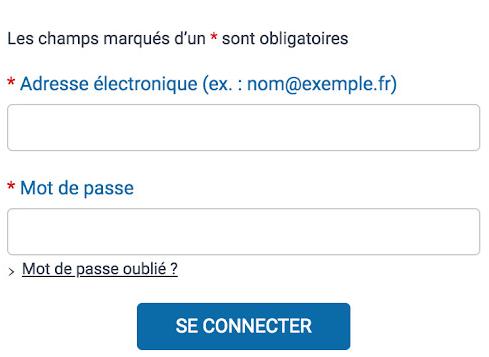 Les champs marqués d’un * sont obligatoires
* Adresse électronique (ex. : nom@exemple.fr)
* Mot de passe
> Mot de passe oublié ?
SE CONNECTER